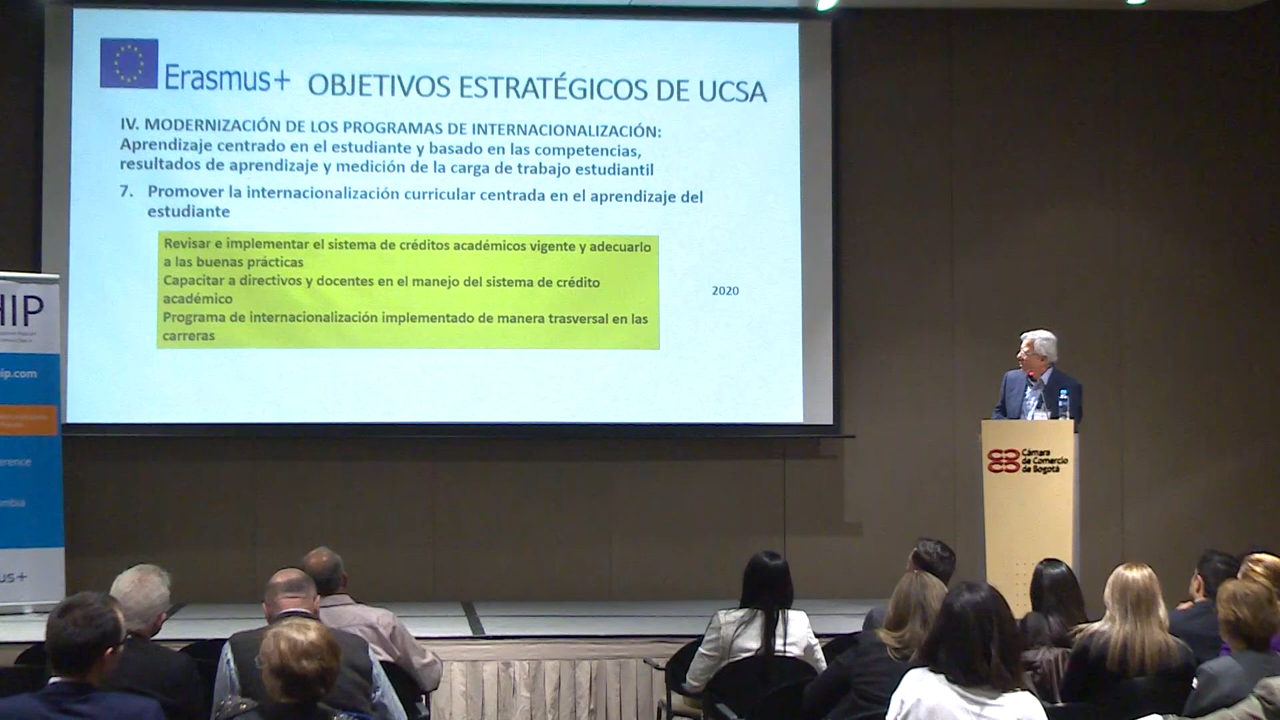 Erasmus+ OBJETIVOS ESTRATÉGICOS DE UCSA
IV. MODERNIZACIÓN DE LOS PROGRAMAS DE INTERNACIONALIZACIÓN:
Aprendizaje centrado en el estudiante y basado en las competencias,
resultados de aprendizaje y medición de la carga de trabajo estudiantil
7. Promover la internacionalización curricular centrada en el aprendizaje del
estudiante
Revisar e implementar el sistema de créditos académicos vigente y adecuarlo
a las buenas prácticas
Capacitar a directivos y docentes en el manejo del sistema de crédito
académico
Programa de internacionalización implementado de manera trasversal en las
carreras
2020
HIP
ip.com
erence
mbia
us+
Cámara
de Comercio
de Bogotá